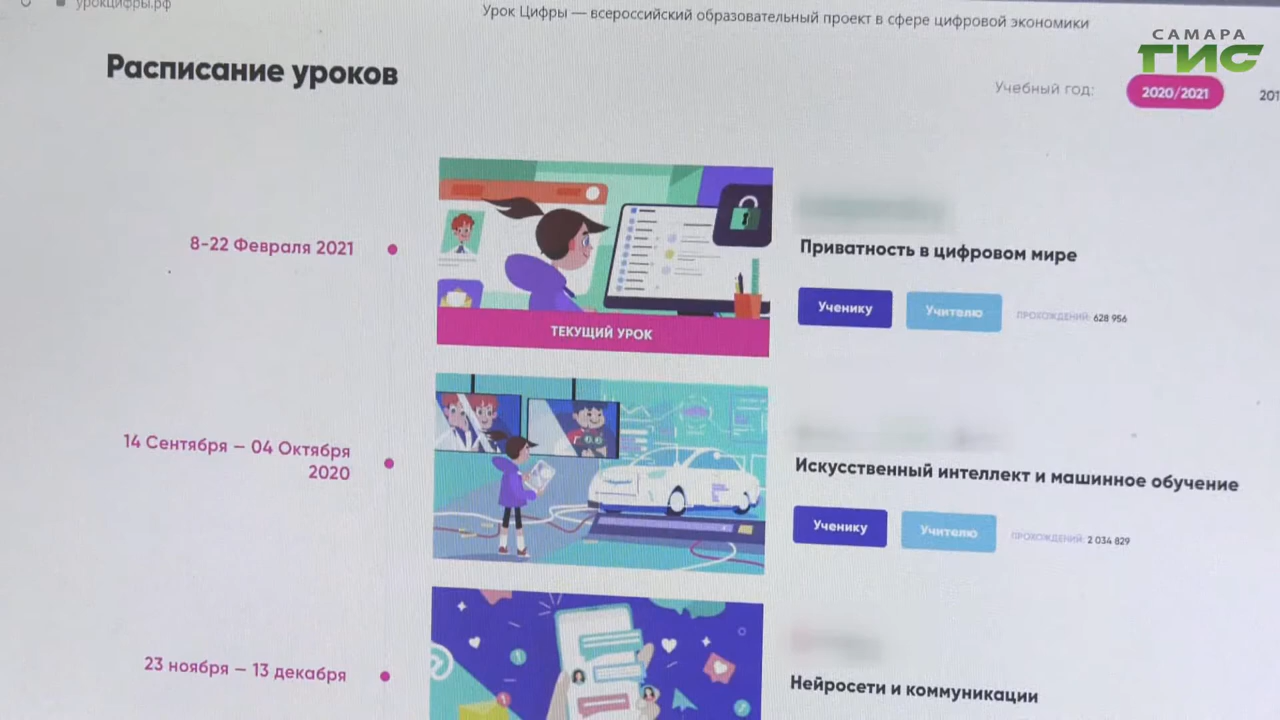 урокцифры.рф
Урок Цифры — всероссийский образовательный проект в сфере цифровой экономики
САМАРА
ГИС
Расписание уроков
Учебный год:
2020/2021
201
8-22 Февраля 2021
Приватность в цифровом мире
Ученику
Учителю
ПРОХОЖДЕНИЙ: 628 956
ТЕКУЩИЙ УРОК
14 Сентября — 04 Октября
2020
Искусственный интеллект и машинное обучение
Ученику
Учителю
ПРОХОЖДЕНИЙ: 2 034 829
23 ноября — 13 декабря
Нейросети и коммуникации